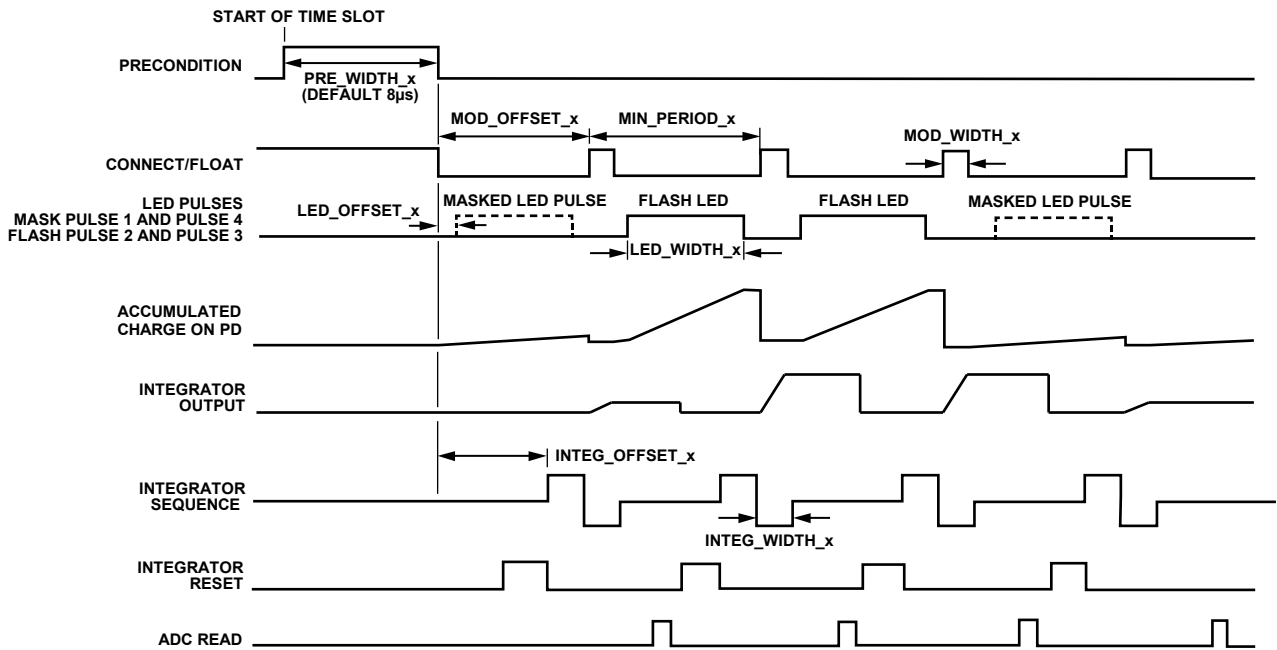 START OF TIME SLOT
PRECONDITION
PRE_WIDTH_x
(DEFAULT 8µs)
MOD_OFFSET_x
MIN_PERIOD_x
MOD_WIDTH_x
CONNECT/FLOAT
LED PULSES
MASK PULSE 1 AND PULSE 4
FLASH PULSE 2 AND PULSE 3
LED_OFFSET_x
MASKED LED PULSE
FLASH LED
FLASH LED
MASKED LED PULSE
LED_WIDTH_x
ACCUMULATED
CHARGE ON PD
INTEGRATOR
OUTPUT
INTEG_OFFSET_x
INTEGRATOR
SEQUENCE
INTEG_WIDTH_x
INTEGRATOR
RESET
ADC READ